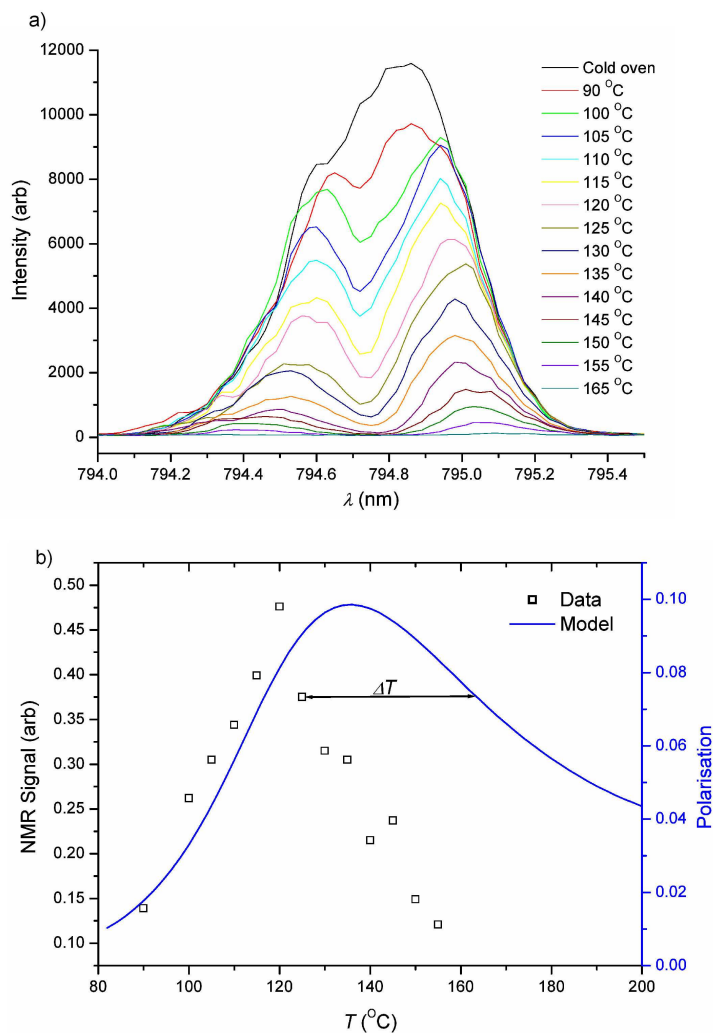 a)
12000
10000
8000
6000
4000
2000
0
Intensity (arb)
Cold oven
90 °C
100 °C
105 °C
110 °C
115 °C
120 °C
125 °C
130 °C
135 °C
140 °C
145 °C
150 °C
155 °C
165 °C
794.0 794.2 794.4 794.6 794.8 795.0 795.2 795.4
λ (nm)
b)
0.50
0.45
0.40
0.35
0.30
0.25
0.20
0.15
0.10
NMR Signal (arb)
Data
Model
ΔT
0.10
0.08
0.06
0.04
0.02
0.00
Polarisation
80 100 120 140 160 180 200
T (°C)